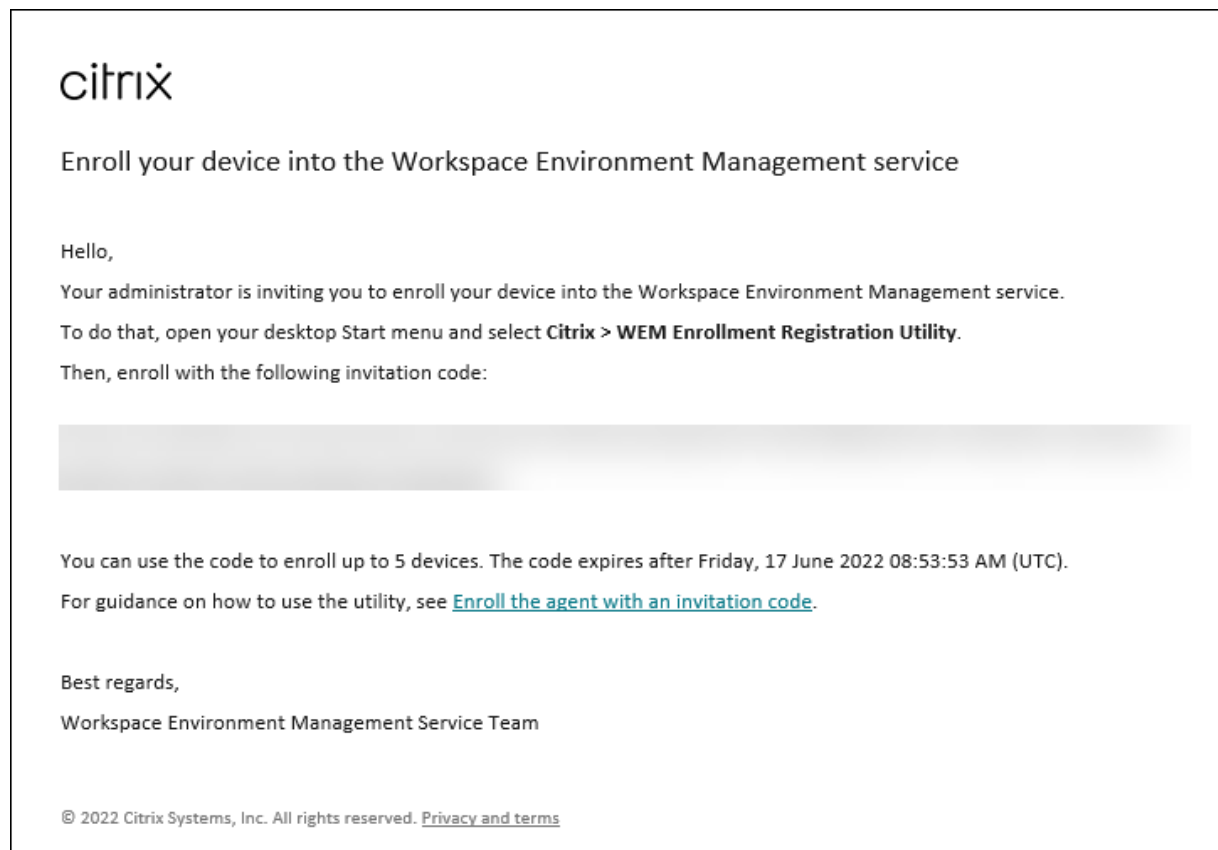 citrix
Enroll your device into the Workspace Environment Management service
Hello,
Your administrator is inviting you to enroll your device into the Workspace Environment Management service.
To do that, open your desktop Start menu and select Citrix > WEM Enrollment Registration Utility.
Then, enroll with the following invitation code:
You can use the code to enroll up to 5 devices. The code expires after Friday, 17 June 2022 08:53:53 AM (UTC).
For guidance on how to use the utility, see Enroll the agent with an invitation code.
Best regards,
Workspace Environment Management Service Team
© 2022 Citrix Systems, Inc. All rights reserved. Privacy and terms